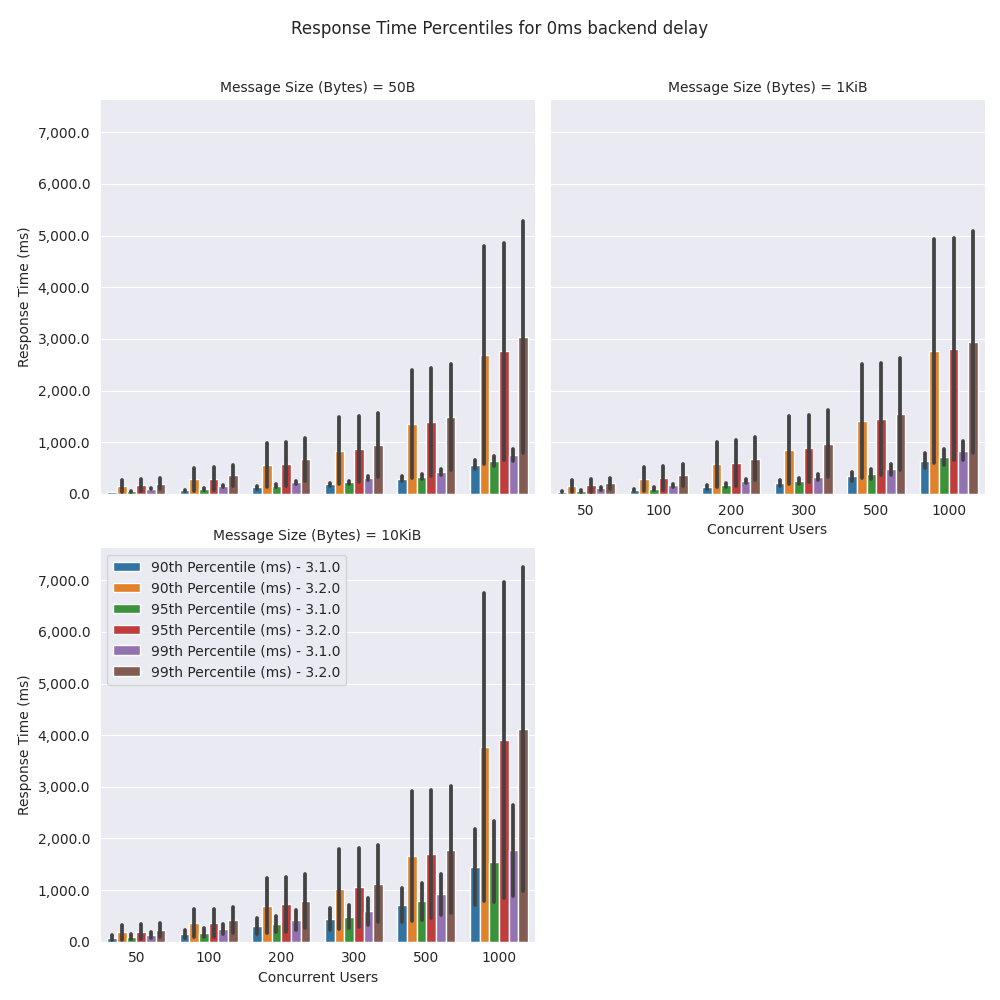 Response Time Percentiles for 0ms backend delay
Message Size (Bytes) = 50B
7,000.0
6,000.0
5,000.0
4,000.0
3,000.0
2,000.0
1,000.0
0.0
Response Time (ms)
Message Size (Bytes) = 1KiB
50 100 200 300 500 1000
Concurrent Users
Message Size (Bytes) = 10KiB
7,000.0
6,000.0
5,000.0
4,000.0
3,000.0
2,000.0
1,000.0
0.0
Response Time (ms)
90th Percentile (ms) - 3.1.0
90th Percentile (ms) - 3.2.0
95th Percentile (ms) - 3.1.0
95th Percentile (ms) - 3.2.0
99th Percentile (ms) - 3.1.0
99th Percentile (ms) - 3.2.0
50 100 200 300 500 1000
Concurrent Users